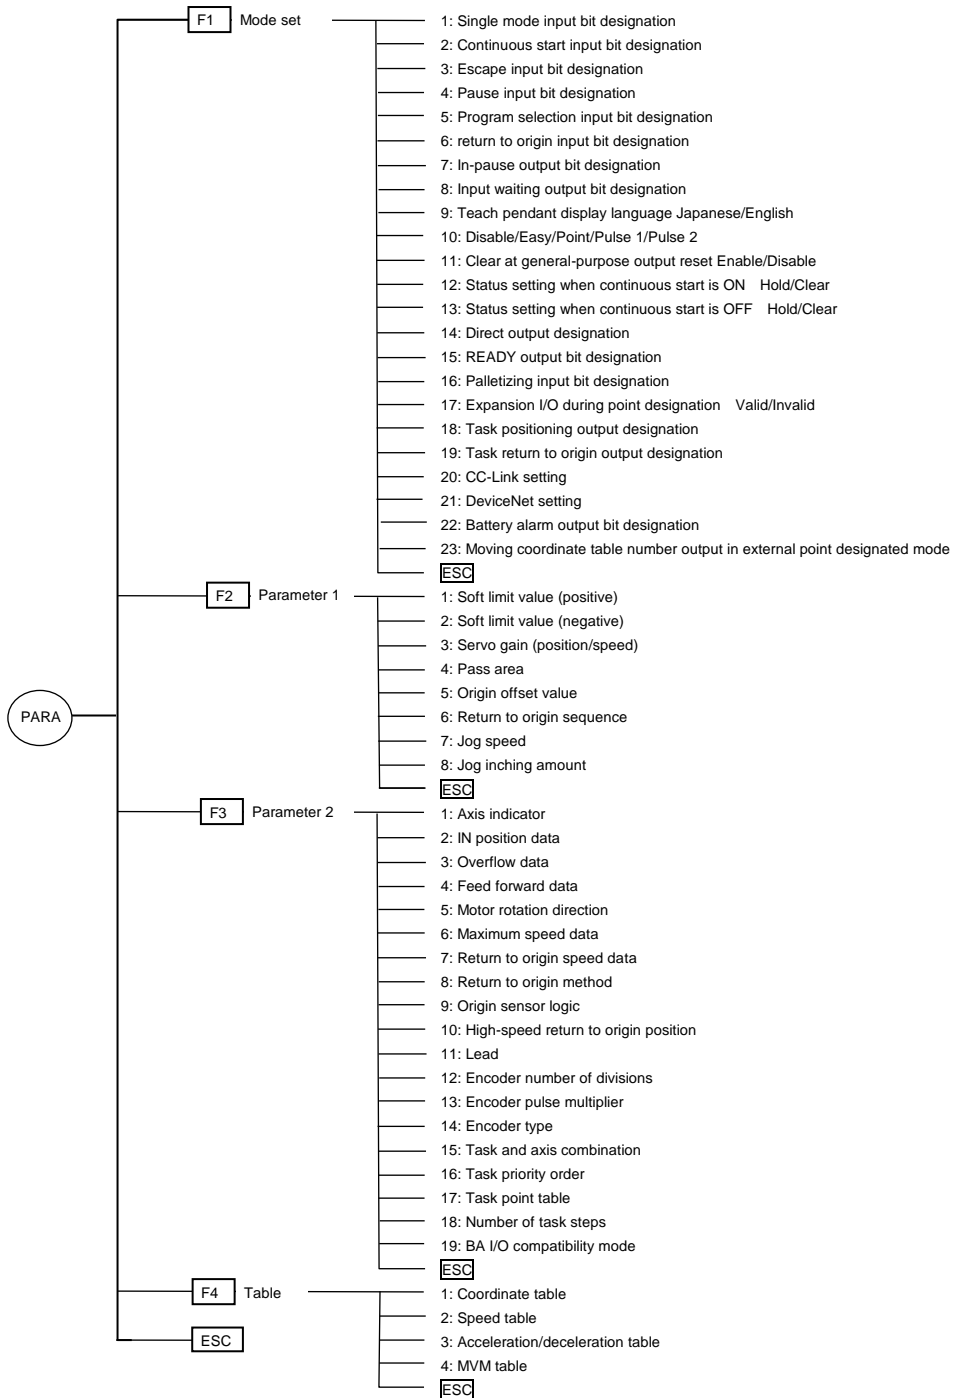 F1 Mode set
1: Single mode input bit designation
2: Continuous start input bit designation
3: Escape input bit designation
4: Pause input bit designation
5: Program selection input bit designation
6: return to origin input bit designation
7: In-pause output bit designation
8: Input waiting output bit designation
9: Teach pendant display language Japanese/English
10: Disable/Easy/Point/Pulse 1/Pulse 2
11: Clear at general-purpose output reset Enable/Disable
12: Status setting when continuous start is ON Hold/Clear
13: Status setting when continuous start is OFF Hold/Clear
14: Direct output designation
15: READY output bit designation
16: Palletizing input bit designation
17: Expansion I/O during point designation Valid/Invalid
18: Task positioning output designation
19: Task return to origin output designation
20: CC-Link setting
21: DeviceNet setting
22: Battery alarm output bit designation
23: Moving coordinate table number output in external point designated mode
ESC
F2 Parameter 1
1: Soft limit value (positive)
2: Soft limit value (negative)
3: Servo gain (position/speed)
4: Pass area
5: Origin offset value
6: Return to origin sequence
7: Jog speed
8: Jog inching amount
ESC
PARA
F3 Parameter 2
1: Axis indicator
2: IN position data
3: Overflow data
4: Feed forward data
5: Motor rotation direction
6: Maximum speed data
7: Return to origin speed data
8: Return to origin method
9: Origin sensor logic
10: High-speed return to origin position
11: Lead
12: Encoder number of divisions
13: Encoder pulse multiplier
14: Encoder type
15: Task and axis combination
16: Task priority order
17: Task point table
18: Number of task steps
19: BA I/O compatibility mode
ESC
F4 Table
1: Coordinate table
2: Speed table
3: Acceleration/deceleration table
4: MVM table
ESC
ESC